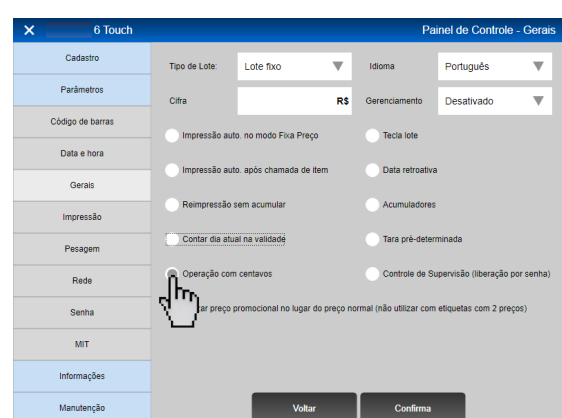 ✕ 6 Touch
Painel de Controle - Gerais
Cadastro
Parâmetros
Código de barras
Data e hora
Gerais
Impressão
Pesagem
Rede
Senha
MIT
Informações
Manutenção
Tipo de Lote: Lote fixo
Idioma Português
Cifra R$
Gerenciamento Desativado
Impressão auto. no modo Fixa Preço
Tecla lote
Impressão auto. após chamada de item
Data retroativa
Reimpressão sem acumular
Acumuladores
Contar dia atual na validade
Tara pré-determinada
Operação com centavos
Controle de Supervisão (liberação por senha)
preço promocional no lugar do preço normal (não utilizar com etiquetas com 2 preços)
Voltar
Confirma